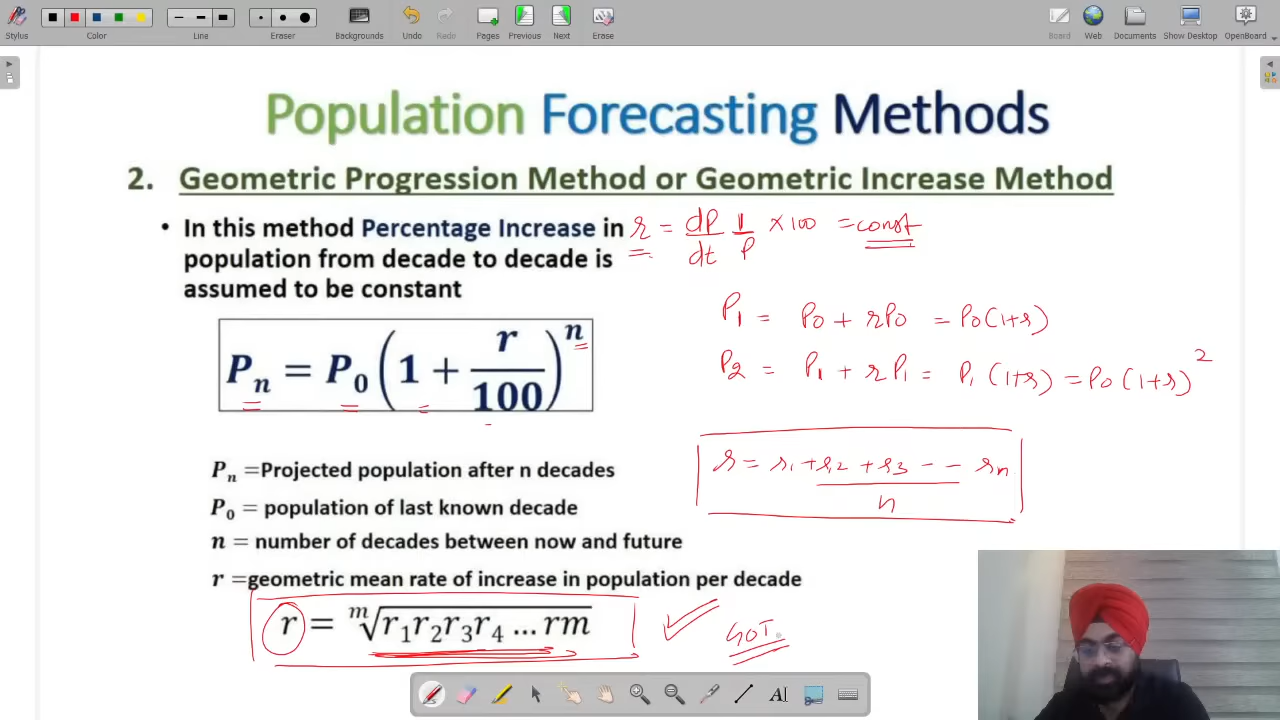 Stylus Color Line Eraser Backgrounds Undo Redo Pages Previous Next Erase Board Web Documents Show Desktop OpenBoard
Population Forecasting Methods
2. Geometric Progression Method or Geometric Increase Method
• In this method Percentage Increase in
population from decade to decade is
assumed to be constant
r = dP/dt 1/P × 100 = const
P₁ = P₀ + rP₀ = P₀(1+r)
P₂ = P₁ + rP₁ = P₁(1+r) = P₀(1+r)²
Pₙ = P₀ (1 + r/100)ⁿ
r = r₁ + r₂ + r₃ -- rₙ / n
Pₙ =Projected population after n decades
P₀ = population of last known decade
n = number of decades between now and future
r =geometric mean rate of increase in population per decade
r = ᵐ√r₁r₂r₃r₄ … rm